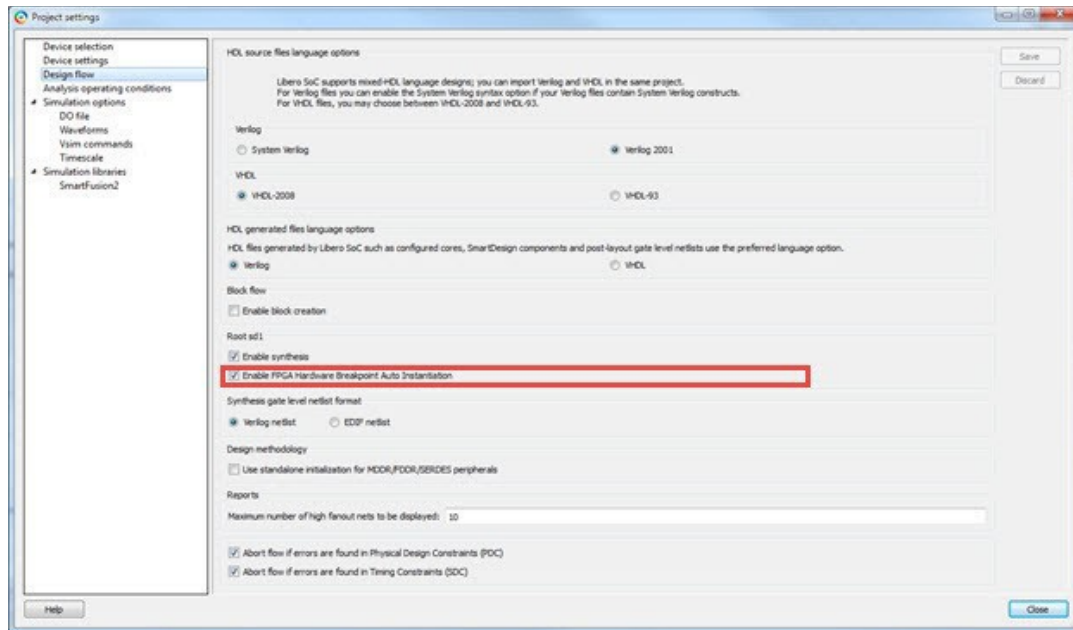 Project settings
Device selection
Device settings
Design flow
Analysis operating conditions
Simulation options
DO file
Waveforms
Vsim commands
Timescale
Simulation libraries
SmartFusion2
HDL source files language options
Libero SoC supports mixed-HDL language designs; you can import Verilog and VHDL in the same project.
For Verilog files you can enable the System Verilog syntax option if your Verilog files contain System Verilog constructs.
For VHDL files, you may choose between VHDL-2008 and VHDL-93.
Verilog
System Verilog Verilog 2001
VHDL
VHDL-2008 VHDL-93
HDL generated files language options
HDL files generated by Libero SoC such as configured cores, SmartDesign components and post-layout gate level netlists use the preferred language option.
Verilog VHDL
Block flow
Enable block creation
Root sd1
Enable synthesis
Enable FPGA Hardware Breakpoint Auto Instantiation
Synthesis gate level netlist format
Verilog netlist EDIF netlist
Design methodology
Use standalone initialization for MDDR/FDDR/SERDES peripherals
Reports
Maximum number of high fanout nets to be displayed: 10
Abort flow if errors are found in Physical Design Constraints (PDC)
Abort flow if errors are found in Timing Constraints (SDC)
Save
Discard
Help
Close